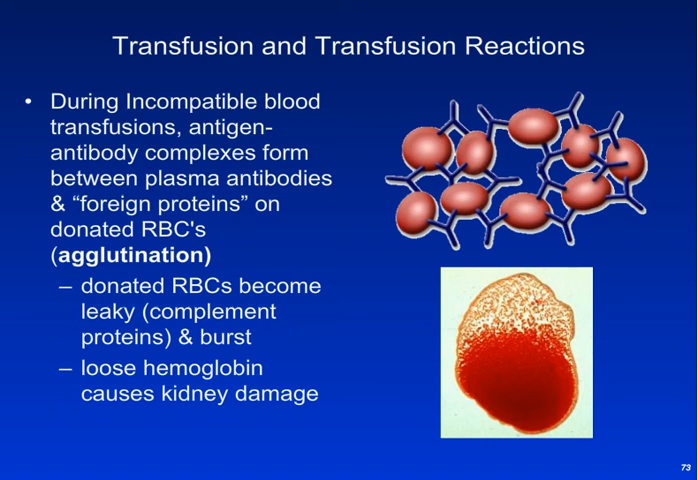 Transfusion and Transfusion Reactions
• During Incompatible blood
transfusions, antigen-
antibody complexes form
between plasma antibodies
& “foreign proteins” on
donated RBC's
(agglutination)
– donated RBCs become
leaky (complement
proteins) & burst
– loose hemoglobin
causes kidney damage
73